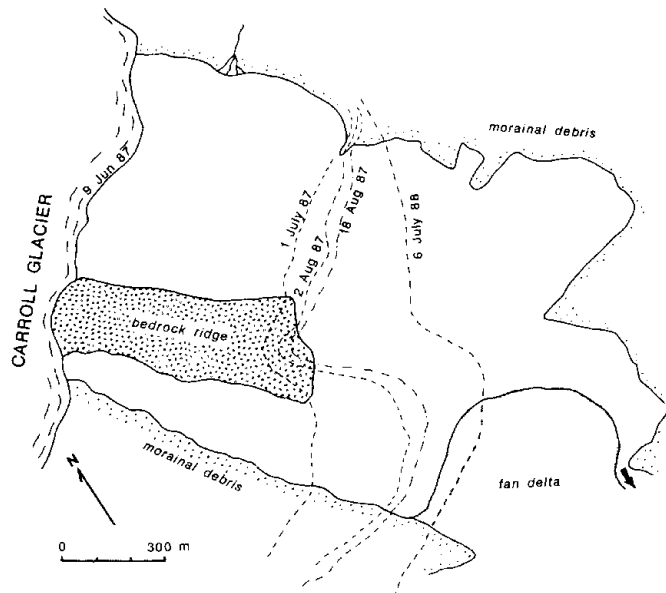 morainal debris
9 Jun 87
1 July 87
2 Aug 87
18 Aug 87
6 July 88
CARROLL GLACIER
bedrock ridge
morainal debris
fan delta
N
0 300 m